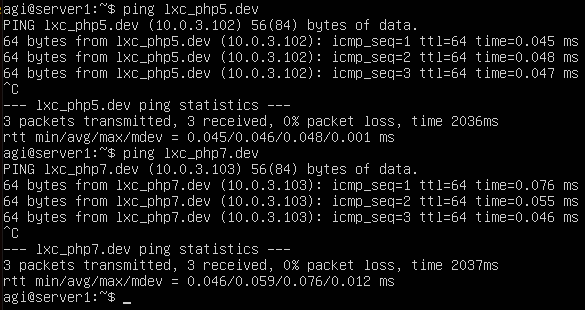 agi@server1:~$ ping lxc_php5.dev
PING lxc_php5.dev (10.0.3.102) 56(84) bytes of data.
64 bytes from lxc_php5.dev (10.0.3.102): icmp_seq=1 ttl=64 time=0.045 ms
64 bytes from lxc_php5.dev (10.0.3.102): icmp_seq=2 ttl=64 time=0.048 ms
64 bytes from lxc_php5.dev (10.0.3.102): icmp_seq=3 ttl=64 time=0.047 ms
^C
--- lxc_php5.dev ping statistics ---
3 packets transmitted, 3 received, 0% packet loss, time 2036ms
rtt min/avg/max/mdev = 0.045/0.046/0.048/0.001 ms
agi@server1:~$ ping lxc_php7.dev
PING lxc_php7.dev (10.0.3.103) 56(84) bytes of data.
64 bytes from lxc_php7.dev (10.0.3.103): icmp_seq=1 ttl=64 time=0.076 ms
64 bytes from lxc_php7.dev (10.0.3.103): icmp_seq=2 ttl=64 time=0.055 ms
64 bytes from lxc_php7.dev (10.0.3.103): icmp_seq=3 ttl=64 time=0.046 ms
^C
--- lxc_php7.dev ping statistics ---
3 packets transmitted, 3 received, 0% packet loss, time 2037ms
rtt min/avg/max/mdev = 0.046/0.059/0.076/0.012 ms
agi@server1:~$ _